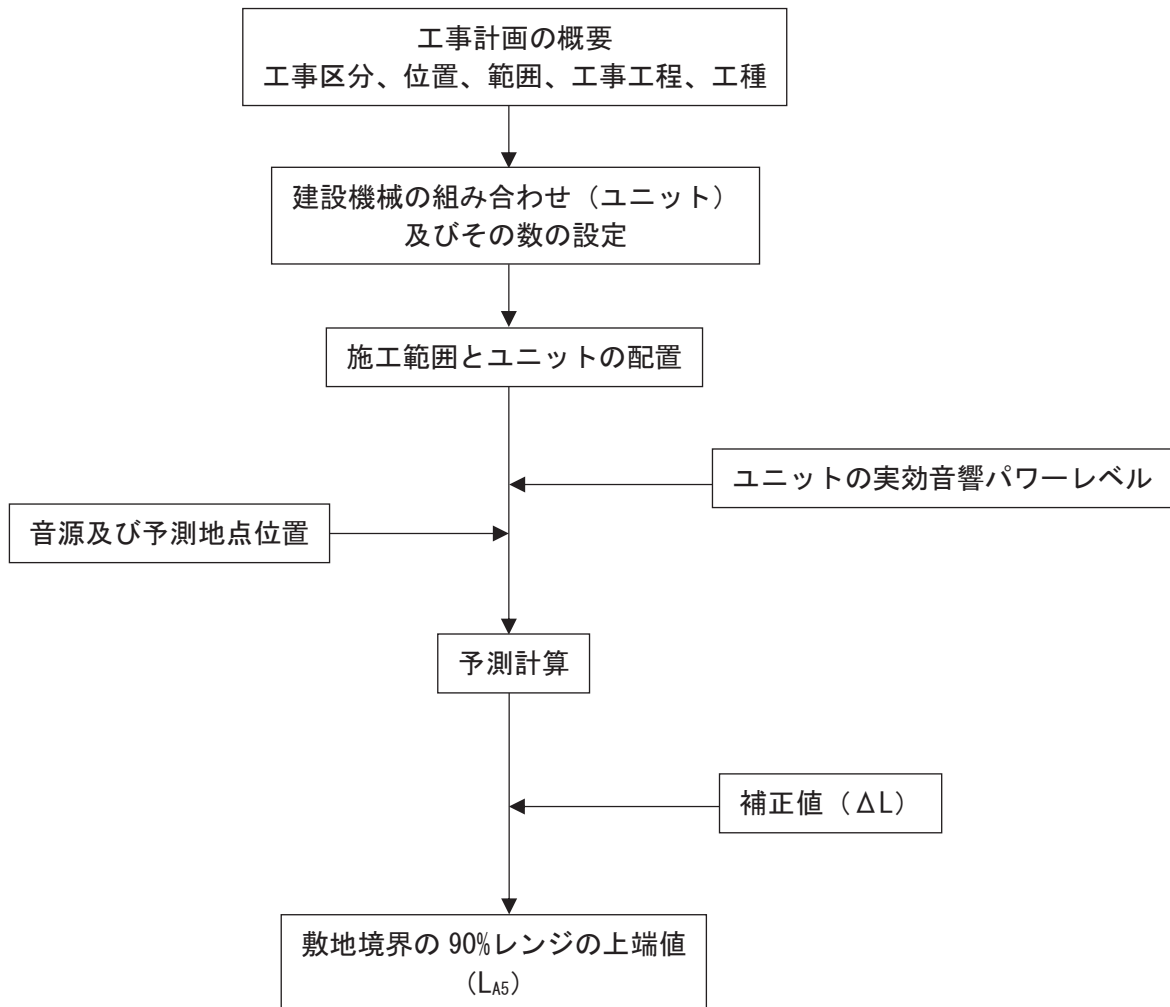 工事計画の概要
工事区分、位置、範囲、工事工程、工種
建設機械の組み合わせ（ユニット）
及びその数の設定
施工範囲とユニットの配置
ユニットの実効音響パワーレベル
音源及び予測地点位置
予測計算
補正値（ΔL）
敷地境界の 90%レンジの上端値
（LA5）